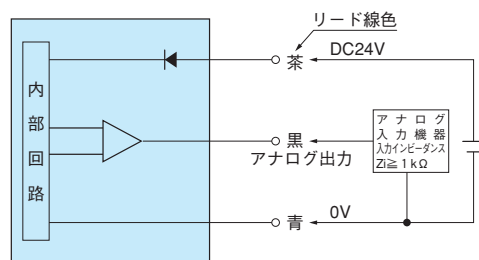 リード線色
茶
DC24V
内部回路
黒
アナログ出力
アナログ
入力機器
入力インピーダンス
Zi≧1kΩ
青
0V